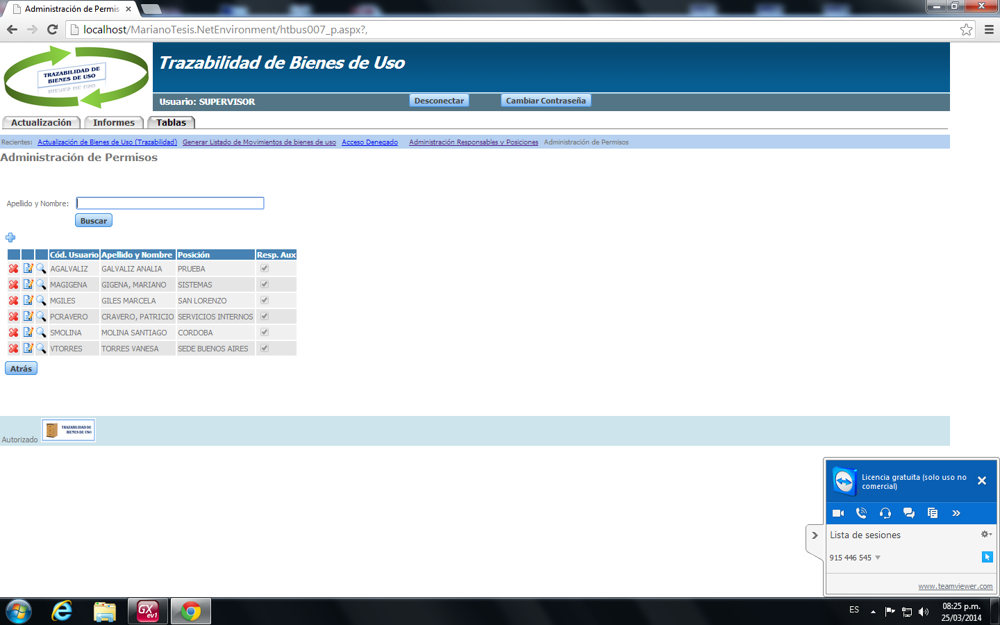 Administración de Permis
localhost/MarianoTesis.NetEnvironment/htbus007_p.aspx?,
TRAZABILIDAD DE
BIENES DE USO
Trazabilidad de Bienes de Uso
Usuario: SUPERVISOR
Desconectar
Cambiar Contraseña
Actualización
Informes
Tablas
Recientes: Actualización de Bienes de Uso (Trazabilidad) Generar Listado de Movimientos de bienes de uso Acceso Denegado Administración Responsables y Posiciones Administración de Permisos
Administración de Permisos
Apellido y Nombre:
Buscar
Cód. Usuario Apellido y Nombre Posición Resp. Aux
AGALVALIZ GALVALIZ ANALIA PRUEBA
MAGIGENA GIGENA, MARIANO SISTEMAS
MGILES GILES MARCELA SAN LORENZO
PCRAVERO CRAVERO, PATRICIO SERVICIOS INTERNOS
SMOLINA MOLINA SANTIAGO CORDOBA
VTORRES TORRES VANESA SEDE BUENOS AIRES
Atrás
Autorizado
TRAZABILIDAD DE
BIENES DE USO
Licencia gratuita (solo uso no
comercial)
Lista de sesiones
915 446 545
www.teamviewer.com
GX
ev1
ES
08:25 p.m.
25/03/2014